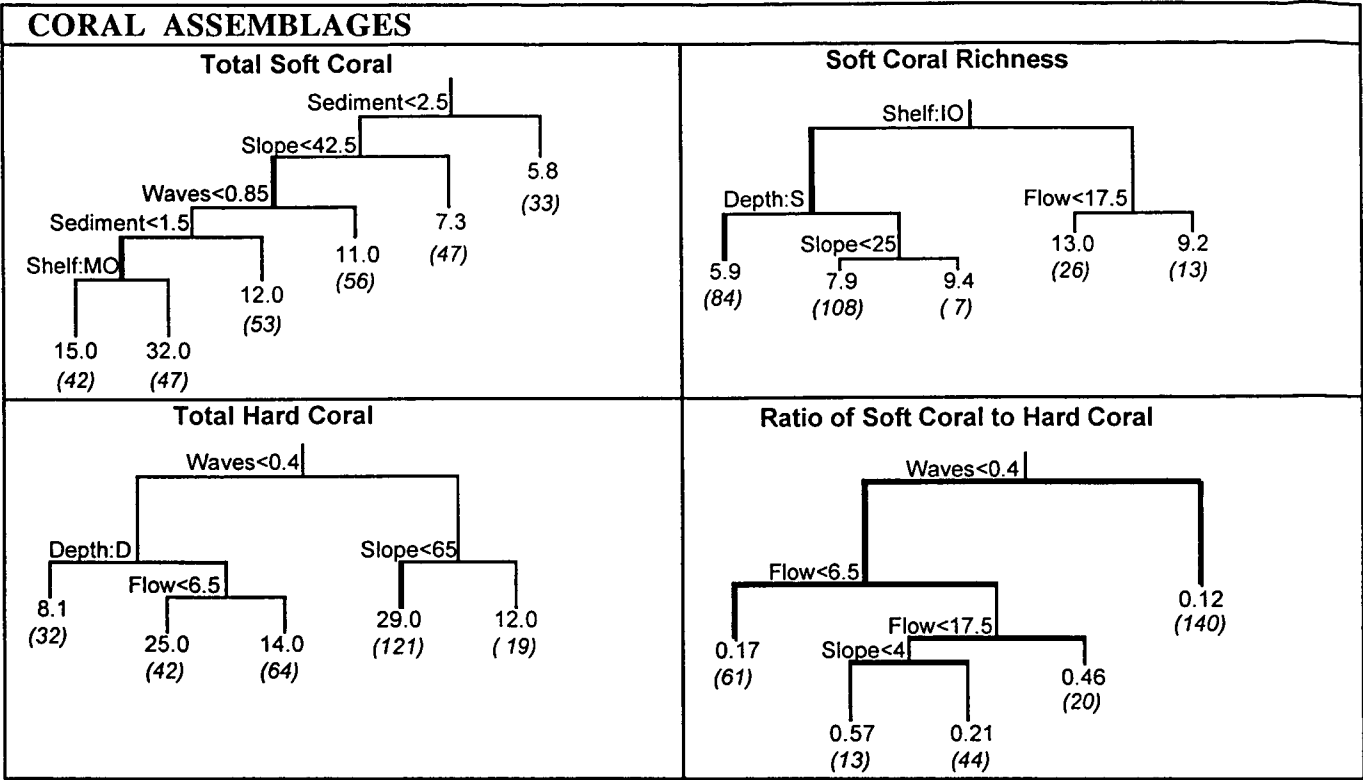 CORAL ASSEMBLAGES
Total Soft Coral
Sediment<2.5
Slope<42.5
5.8
(33)
Waves<0.85
7.3
(47)
Sediment<1.5
11.0
(56)
Shelf:MO
12.0
(53)
15.0 32.0
(42) (47)
Soft Coral Richness
Shelf:IO
Depth:S Flow<17.5
Slope<25 13.0 9.2
(26) (13)
5.9 7.9 9.4
(84) (108) ( 7)
Total Hard Coral
Waves<0.4
Depth:D Slope<65
Flow<6.5
8.1 29.0 12.0
(32) (121) ( 19)
25.0 14.0
(42) (64)
Ratio of Soft Coral to Hard Coral
Waves<0.4
Flow<6.5
0.12
(140)
Flow<17.5
Slope<4
0.17 0.46
(61) (20)
0.57 0.21
(13) (44)